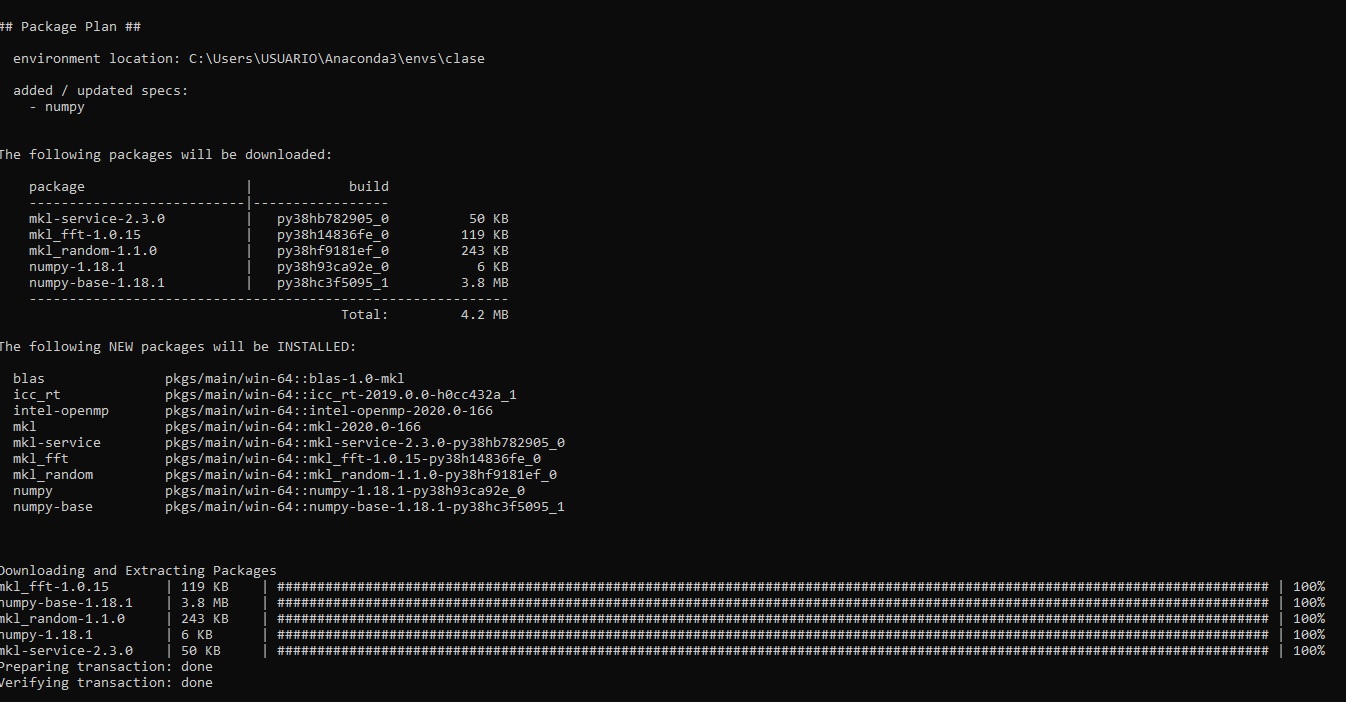 ## Package Plan ##
environment location: C:\Users\USUARIO\Anaconda3\envs\clase
added / updated specs:
- numpy
The following packages will be downloaded:
package | build
---------------------------|-----------------
mkl-service-2.3.0 | py38hb782905_0 50 KB
mkl_fft-1.0.15 | py38h14836fe_0 119 KB
mkl_random-1.1.0 | py38hf9181ef_0 243 KB
numpy-1.18.1 | py38h93ca92e_0 6 KB
numpy-base-1.18.1 | py38hc3f5095_1 3.8 MB
------------------------------------------------------------
Total: 4.2 MB
The following NEW packages will be INSTALLED:
blas pkgs/main/win-64::blas-1.0-mkl
icc_rt pkgs/main/win-64::icc_rt-2019.0.0-h0cc432a_1
intel-openmp pkgs/main/win-64::intel-openmp-2020.0-166
mkl pkgs/main/win-64::mkl-2020.0-166
mkl-service pkgs/main/win-64::mkl-service-2.3.0-py38hb782905_0
mkl_fft pkgs/main/win-64::mkl_fft-1.0.15-py38h14836fe_0
mkl_random pkgs/main/win-64::mkl_random-1.1.0-py38hf9181ef_0
numpy pkgs/main/win-64::numpy-1.18.1-py38h93ca92e_0
numpy-base pkgs/main/win-64::numpy-base-1.18.1-py38hc3f5095_1
Downloading and Extracting Packages
mkl_fft-1.0.15 | 119 KB | ############################################################################################################################ | 100%
numpy-base-1.18.1 | 3.8 MB | ############################################################################################################################ | 100%
mkl_random-1.1.0 | 243 KB | ############################################################################################################################ | 100%
numpy-1.18.1 | 6 KB | ############################################################################################################################ | 100%
mkl-service-2.3.0 | 50 KB | ############################################################################################################################ | 100%
Preparing transaction: done
Verifying transaction: done